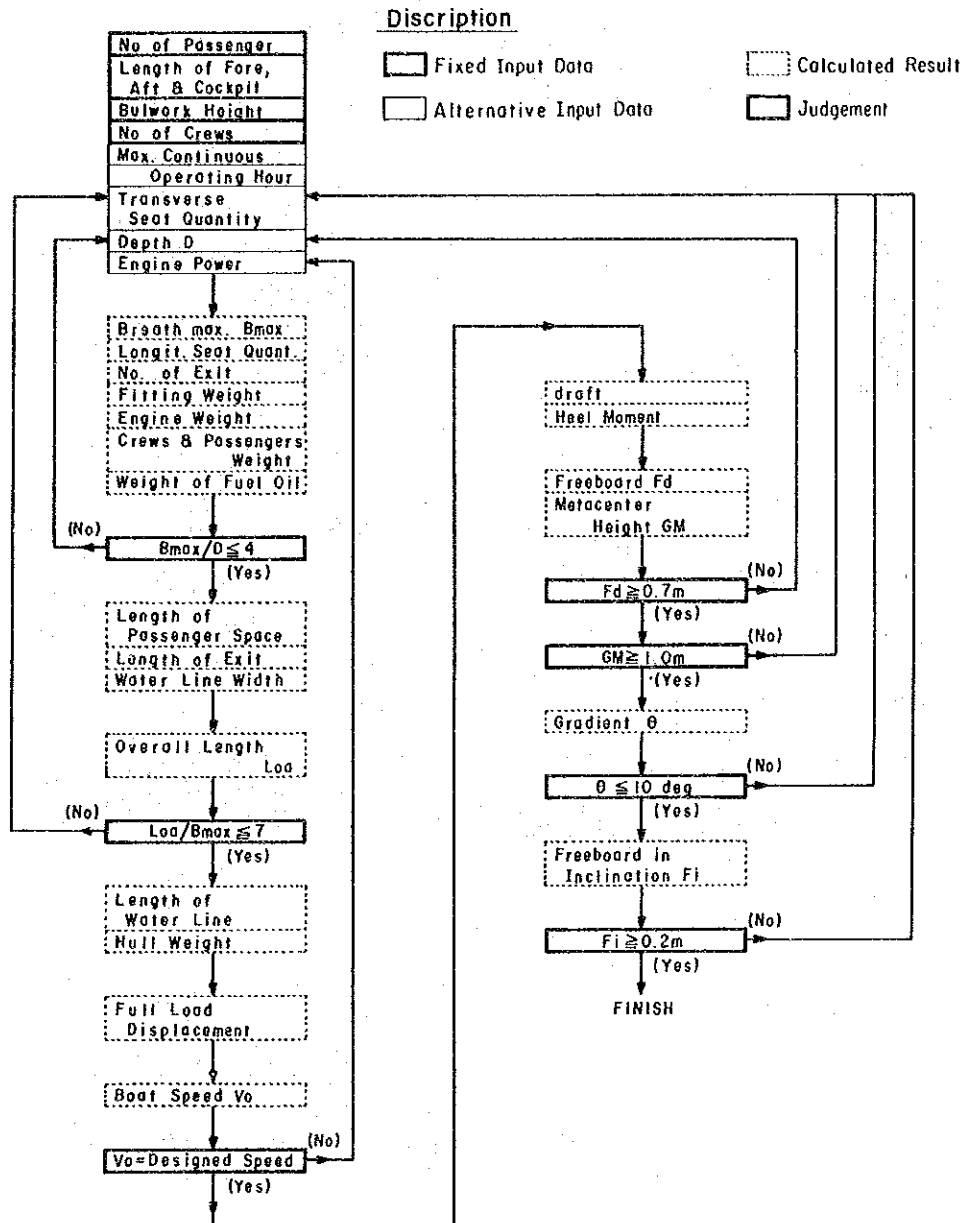 Discription
Fixed Input Data
Calculated Result
Alternative Input Data
Judgement
No of Passenger
Length of Fore,
Aft & Cockpit
Bulwork Height
No of Crews
Max. Continuous
Operating Hour
Transverse
Seat Quantity
Depth D
Engine Power
Breath max. Bmax
Longit. Seat Quant.
No. of Exit
Fitting Weight
Engine Weight
Crews & Passengers
Weight
Weight of Fuel Oil
(No)
Bmax/D≦4
(Yes)
Length of
Passenger Space
Length of Exit
Water Line Width
Overall Length
Loa
(No)
Loa/Bmax≦7
(Yes)
Length of
Water Line
Hull Weight
Full Load
Displacement
Boat Speed Vo
(No)
Vo=Designed Speed
(Yes)
draft
Heel Moment
Freeboard Fd
Metacenter
Height GM
(No)
Fd≧0.7m
(Yes)
(No)
GM≧1.0m
(Yes)
Gradient θ
(No)
θ≦10 deg
(Yes)
Freeboard in
Inclination Fi
(No)
Fi≧0.2m
(Yes)
FINISH